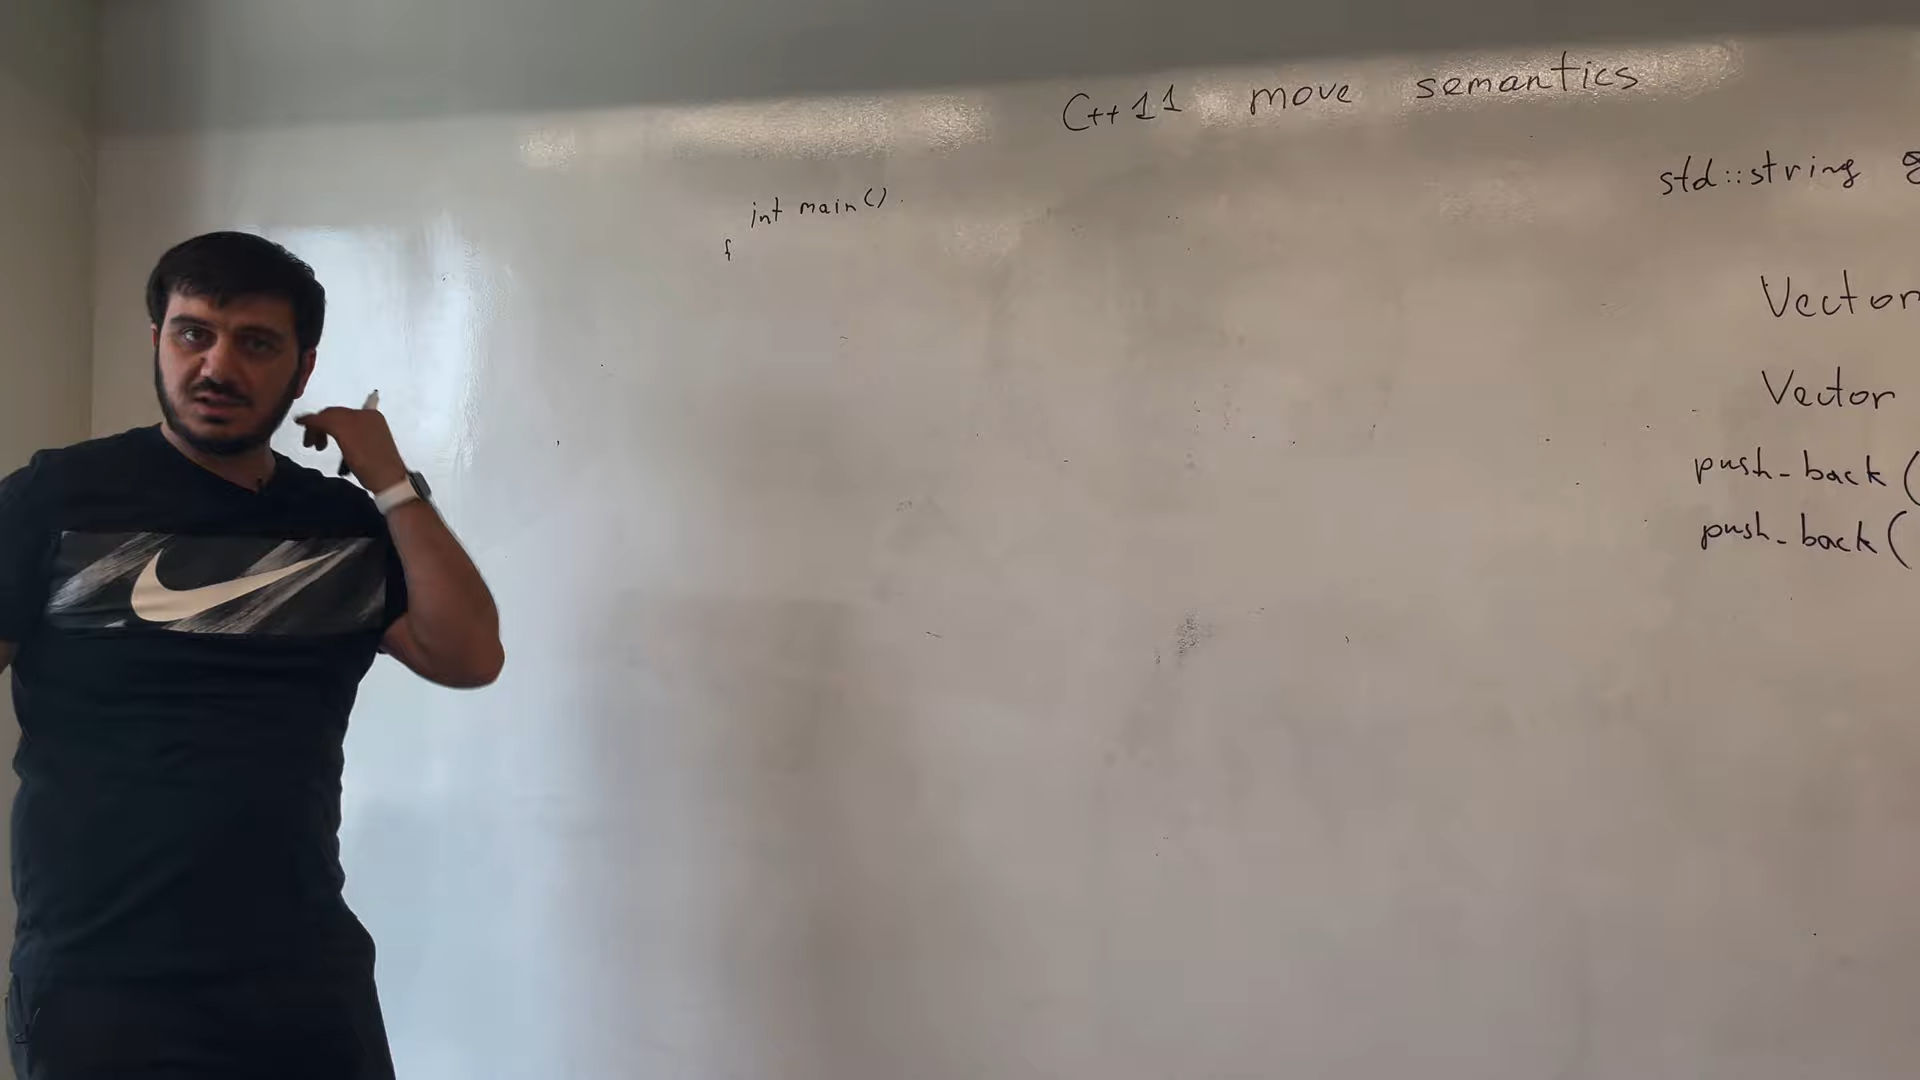 C++11 move semantics
int main()
{
std::string &
Vector
Vector
push_back(
push_back(